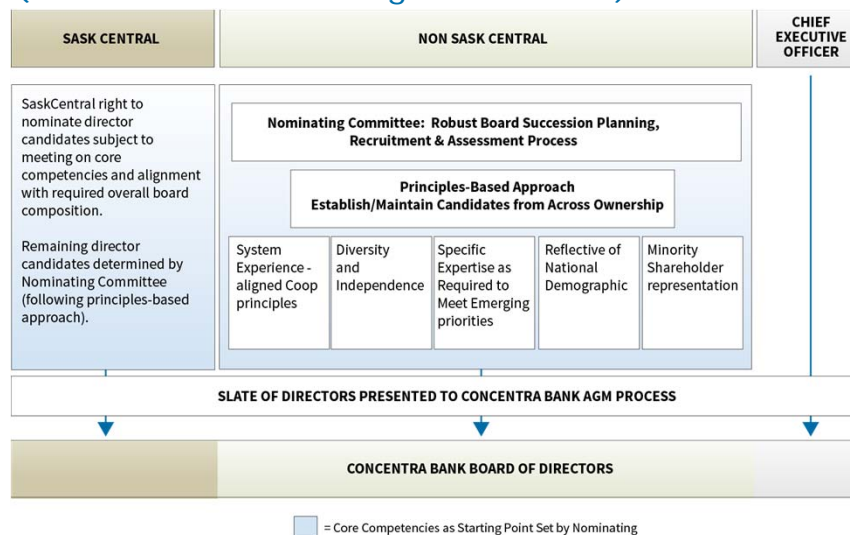 SASK CENTRAL
NON SASK CENTRAL
CHIEF
EXECUTIVE
OFFICER
SaskCentral right to
nominate director
candidates subject to
meeting on core
competencies and alignment
with required overall board
composition.
Remaining director
candidates determined by
Nominating Committee
(following principles-based
approach).
Nominating Committee: Robust Board Succession Planning,
Recruitment & Assessment Process
Principles-Based Approach
Establish/Maintain Candidates from Across Ownership
System
Experience -
aligned Coop
principles
Diversity
and
Independence
Specific
Expertise as
Required to
Meet Emerging
priorities
Reflective of
National
Demographic
Minority
Shareholder
representation
SLATE OF DIRECTORS PRESENTED TO CONCENTRA BANK AGM PROCESS
CONCENTRA BANK BOARD OF DIRECTORS
= Core Competencies as Starting Point Set by Nominating